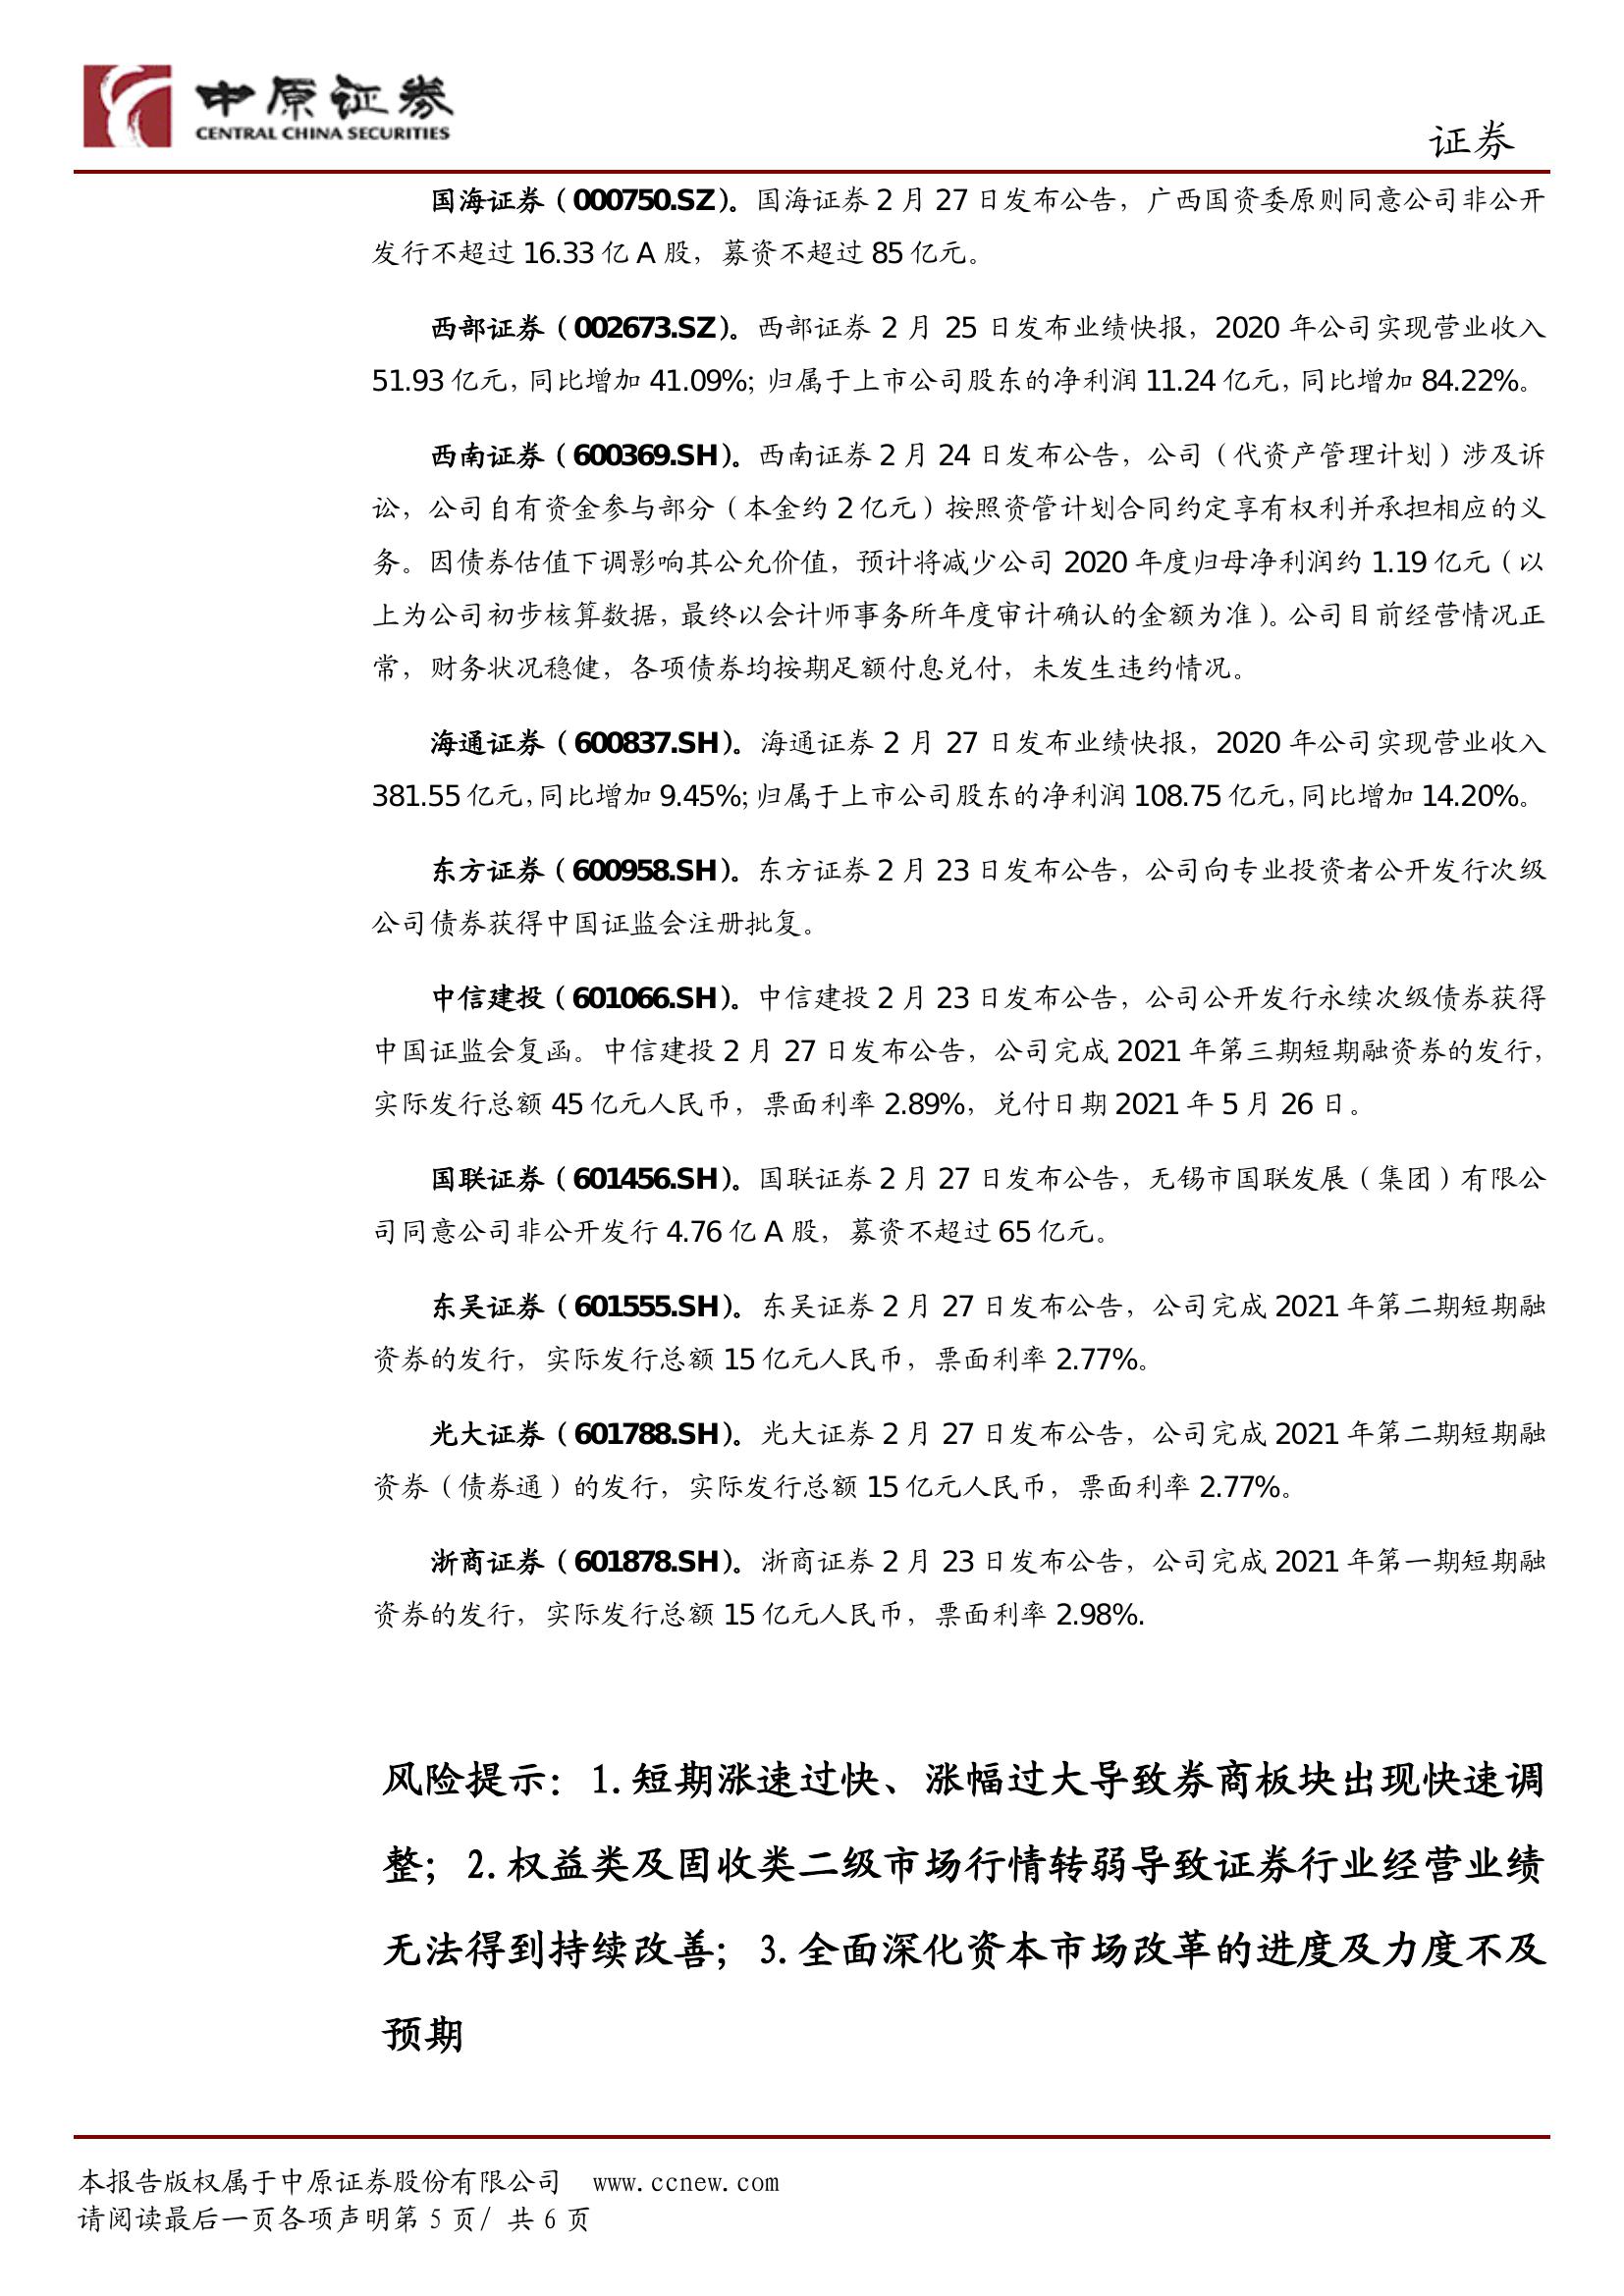 中原证券
CENTRAL CHINA SECURITIES
证券
国海证券（000750.SZ）。国海证券 2 月 27 日发布公告，广西国资委原则同意公司非公开
发行不超过 16.33 亿 A 股，募资不超过 85 亿元。
西部证券（002673.SZ）。西部证券 2 月 25 日发布业绩快报，2020 年公司实现营业收入
51.93 亿元，同比增加 41.09%；归属于上市公司股东的净利润 11.24 亿元，同比增加 84.22%。
西南证券（600369.SH）。西南证券 2 月 24 日发布公告，公司（代资产管理计划）涉及诉
讼，公司自有资金参与部分（本金约 2 亿元）按照资管计划合同约定享有权利并承担相应的义
务。因债券估值下调影响其公允价值，预计将减少公司 2020 年度归母净利润约 1.19 亿元（以
上为公司初步核算数据，最终以会计师事务所年度审计确认的金额为准）。公司目前经营情况正
常，财务状况稳健，各项债券均按期足额付息兑付，未发生违约情况。
海通证券（600837.SH）。海通证券 2 月 27 日发布业绩快报，2020 年公司实现营业收入
381.55 亿元，同比增加 9.45%；归属于上市公司股东的净利润 108.75 亿元，同比增加 14.20%。
东方证券（600958.SH）。东方证券 2 月 23 日发布公告，公司向专业投资者公开发行次级
公司债券获得中国证监会注册批复。
中信建投（601066.SH）。中信建投 2 月 23 日发布公告，公司公开发行永续次级债券获得
中国证监会复函。中信建投 2 月 27 日发布公告，公司完成 2021 年第三期短期融资券的发行，
实际发行总额 45 亿元人民币，票面利率 2.89%，兑付日期 2021 年 5 月 26 日。
国联证券（601456.SH）。国联证券 2 月 27 日发布公告，无锡市国联发展（集团）有限公
司同意公司非公开发行 4.76 亿 A 股，募资不超过 65 亿元。
东吴证券（601555.SH）。东吴证券 2 月 27 日发布公告，公司完成 2021 年第二期短期融
资券的发行，实际发行总额 15 亿元人民币，票面利率 2.77%。
光大证券（601788.SH）。光大证券 2 月 27 日发布公告，公司完成 2021 年第二期短期融
资券（债券通）的发行，实际发行总额 15 亿元人民币，票面利率 2.77%。
浙商证券（601878.SH）。浙商证券 2 月 23 日发布公告，公司完成 2021 年第一期短期融
资券的发行，实际发行总额 15 亿元人民币，票面利率 2.98%.
风险提示：1.短期涨速过快、涨幅过大导致券商板块出现快速调
整；2.权益类及固收类二级市场行情转弱导致证券行业经营业绩
无法得到持续改善；3.全面深化资本市场改革的进度及力度不及
预期
本报告版权属于中原证券股份有限公司 www.ccnew.com
请阅读最后一页各项声明第 5 页/ 共 6 页